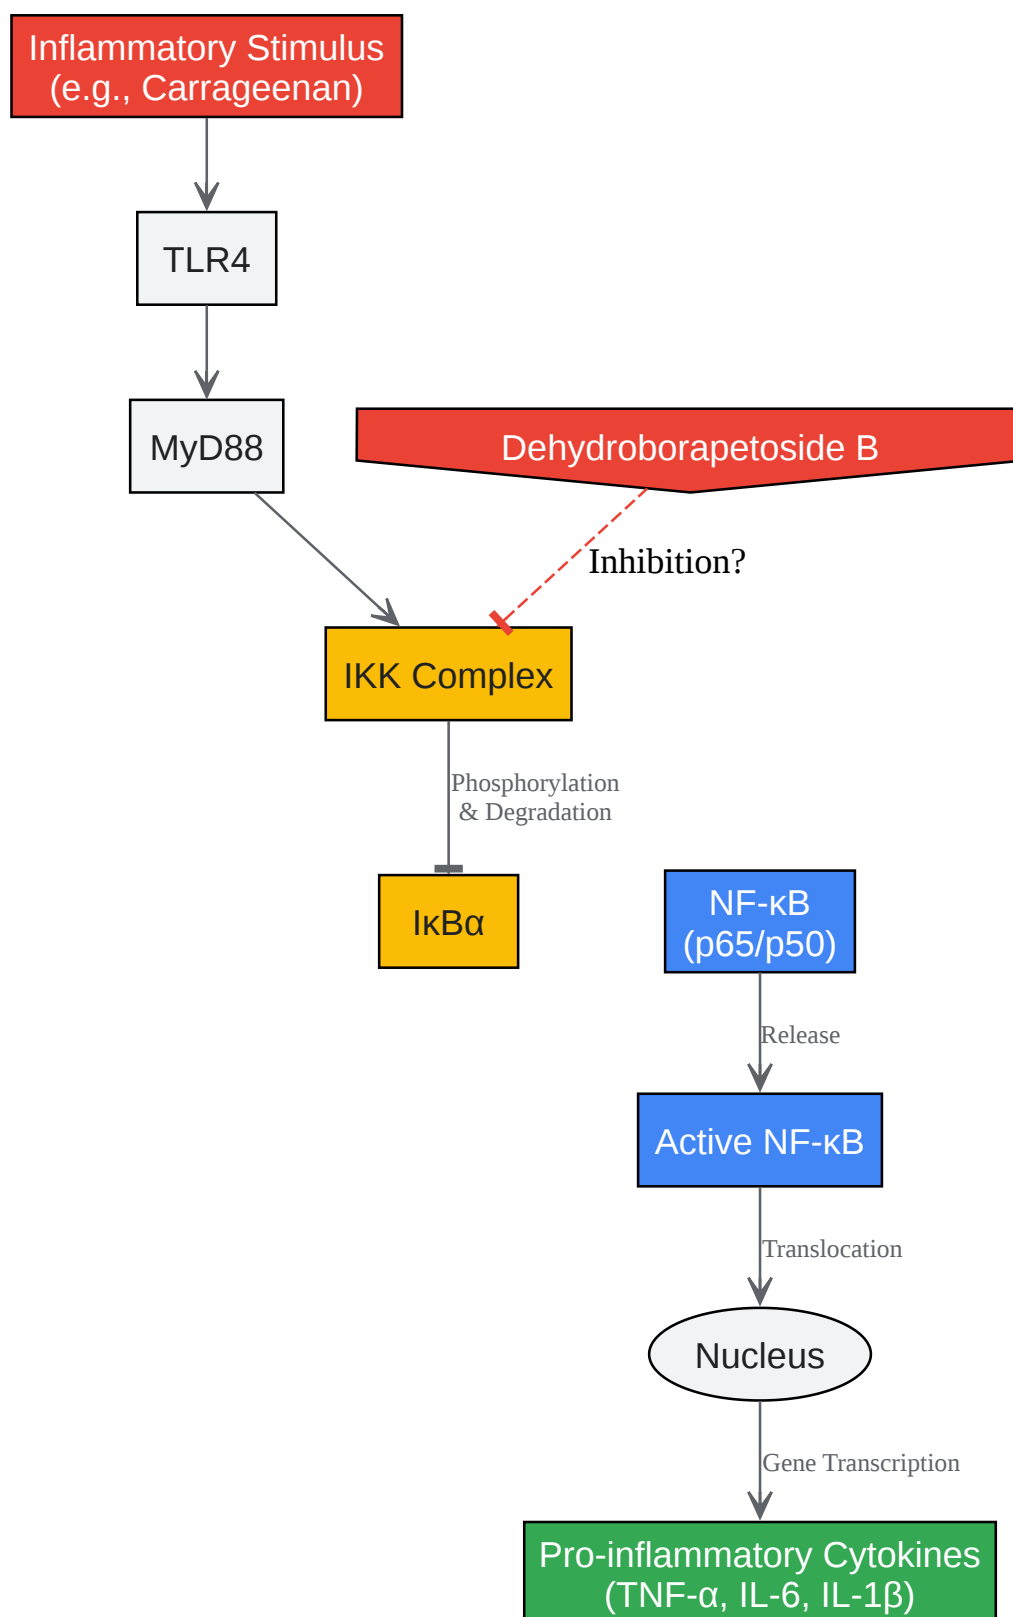 Inflammatory Stimulus
(e.g., Carrageenan)
TLR4
MyD88
Dehydroborapetoside B
Inhibition?
IKK Complex
Phosphorylation
& Degradation
IκBα
NF-κB
(p65/p50)
Release
Active NF-κB
Translocation
Nucleus
Gene Transcription
Pro-inflammatory Cytokines
(TNF-α, IL-6, IL-1β)